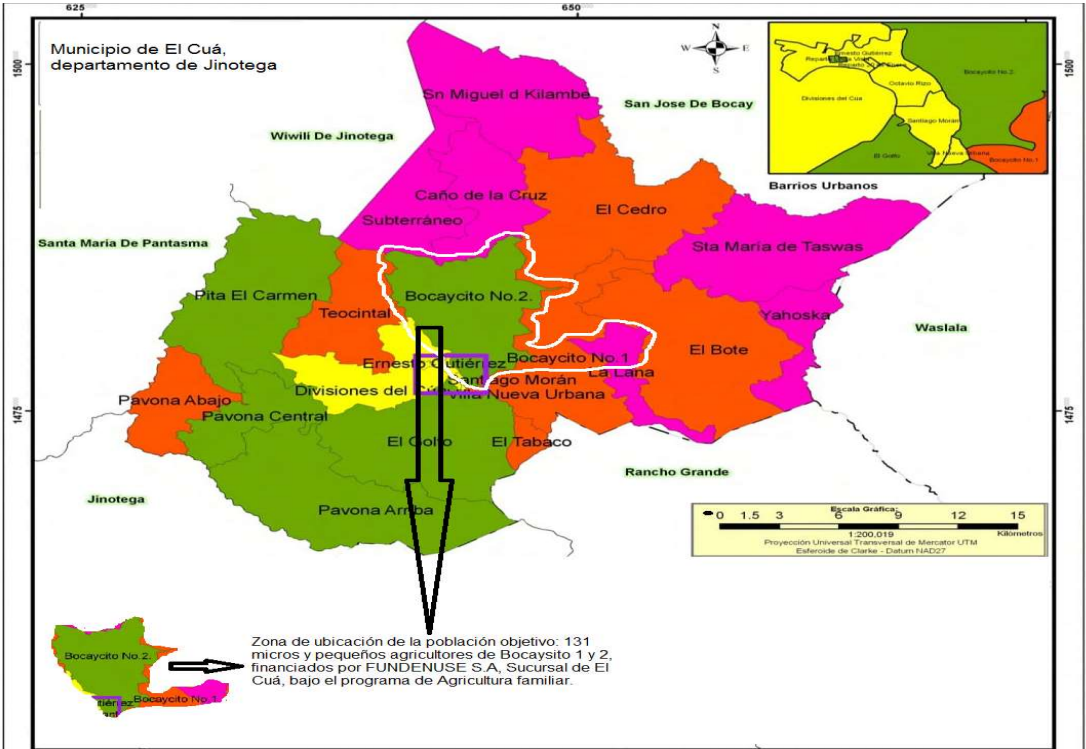 625
650
1500
1500
1475
1475
Municipio de El Cuá,
departamento de Jinotega
W
N
E
S
Sn Miguel d Kilambe
San Jose De Bocay
Wiwilí De Jinotega
Caño de la Cruz
Subterráneo
El Cedro
Barrios Urbanos
Santa María De Pantasma
Sta Maria de Taswas
Pita El Carmen
Bocaycito No.2.
Teocintal
Yahoska
Waslala
Ernesto Gutiérrez
Bocaycito No.1
El Bote
Santiago Morán
La Lana
Divisiones del
Villa Nueva Urbana
Pavona Abajo
Pavona Central
El Golfo
El Tabaco
Rancho Grande
Jinotega
Pavona Arriba
Ernesto Gutiérrez
Octavio Rizo
Bocaycito No.2.
Divisiones del Cúa
Santiago Morán
El Golfo
Bocaycito No.1
Escala Gráfica:
0 1.5 3 6 9 12 15
1:200,019
Kilómetros
Proyección Universal Transversal de Mercator UTM
Esferoide de Clarke - Datum NAD27
Zona de ubicación de la población objetivo: 131
micros y pequeños agricultores de Bocaysito 1 y 2,
financiados por FUNDENUSE S.A, Sucursal de El
Cuá, bajo el programa de Agricultura familiar.
Bocaycito No.2.
Bocaycito No.1